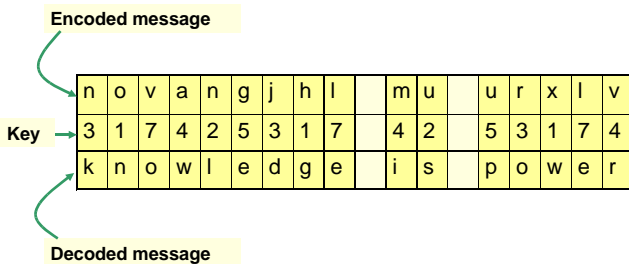 Encoded message
n o v a n g j h l m u u r x l v
Key 3 1 7 4 2 5 3 1 7 4 2 5 3 1 7 4
k n o w l e d g e i s p o w e r
Decoded message